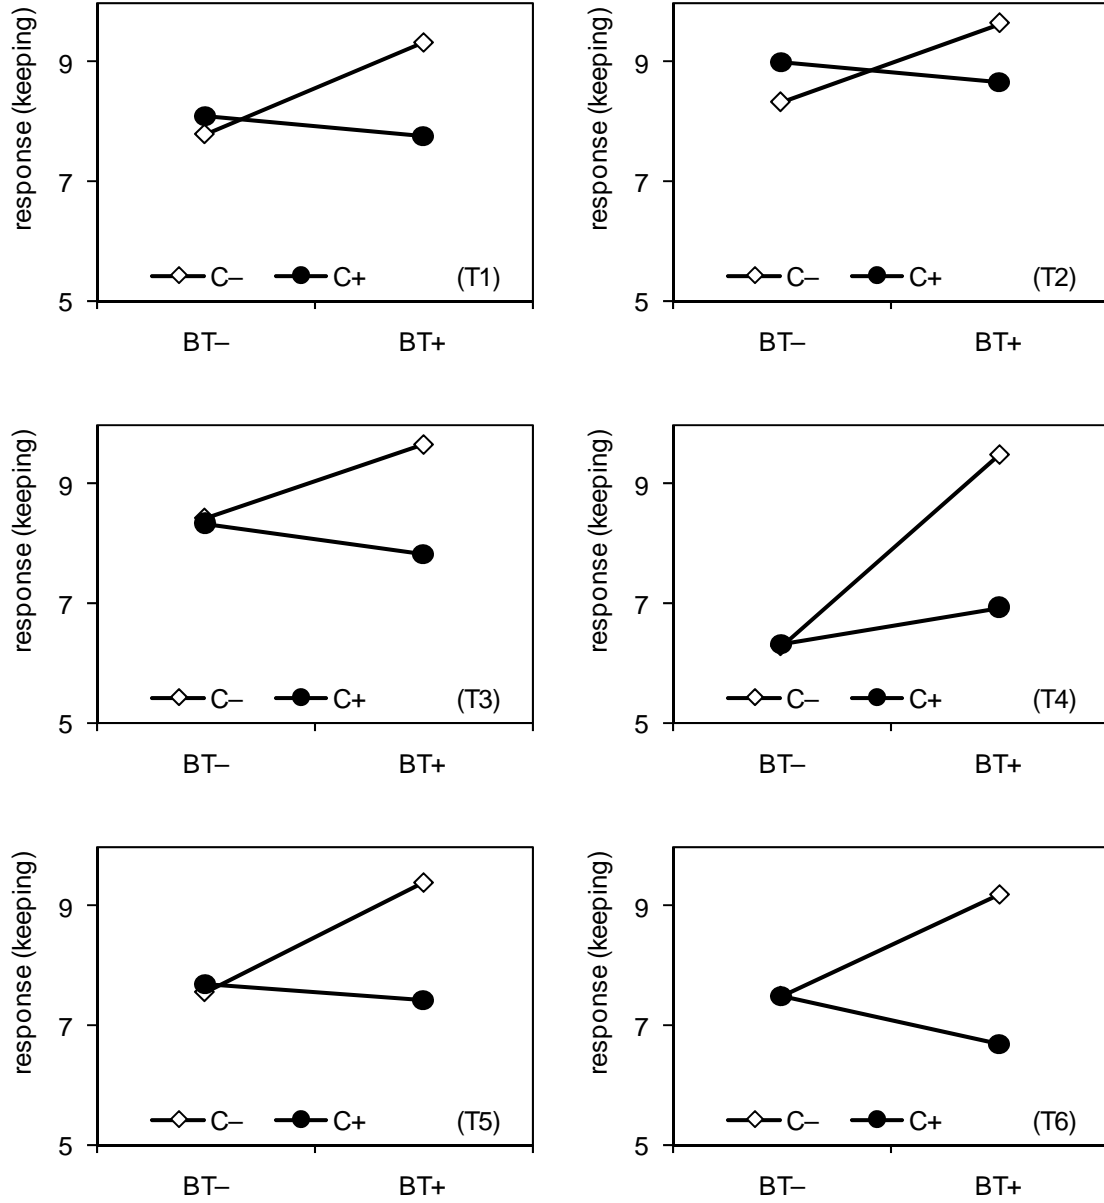 response (keeping)
9
7
5
C– C+ (T1)
BT– BT+
response (keeping)
9
7
5
C– C+ (T2)
BT– BT+
response (keeping)
9
7
5
C– C+ (T3)
BT– BT+
response (keeping)
9
7
5
C– C+ (T4)
BT– BT+
response (keeping)
9
7
5
C– C+ (T5)
BT– BT+
response (keeping)
9
7
5
C– C+ (T6)
BT– BT+